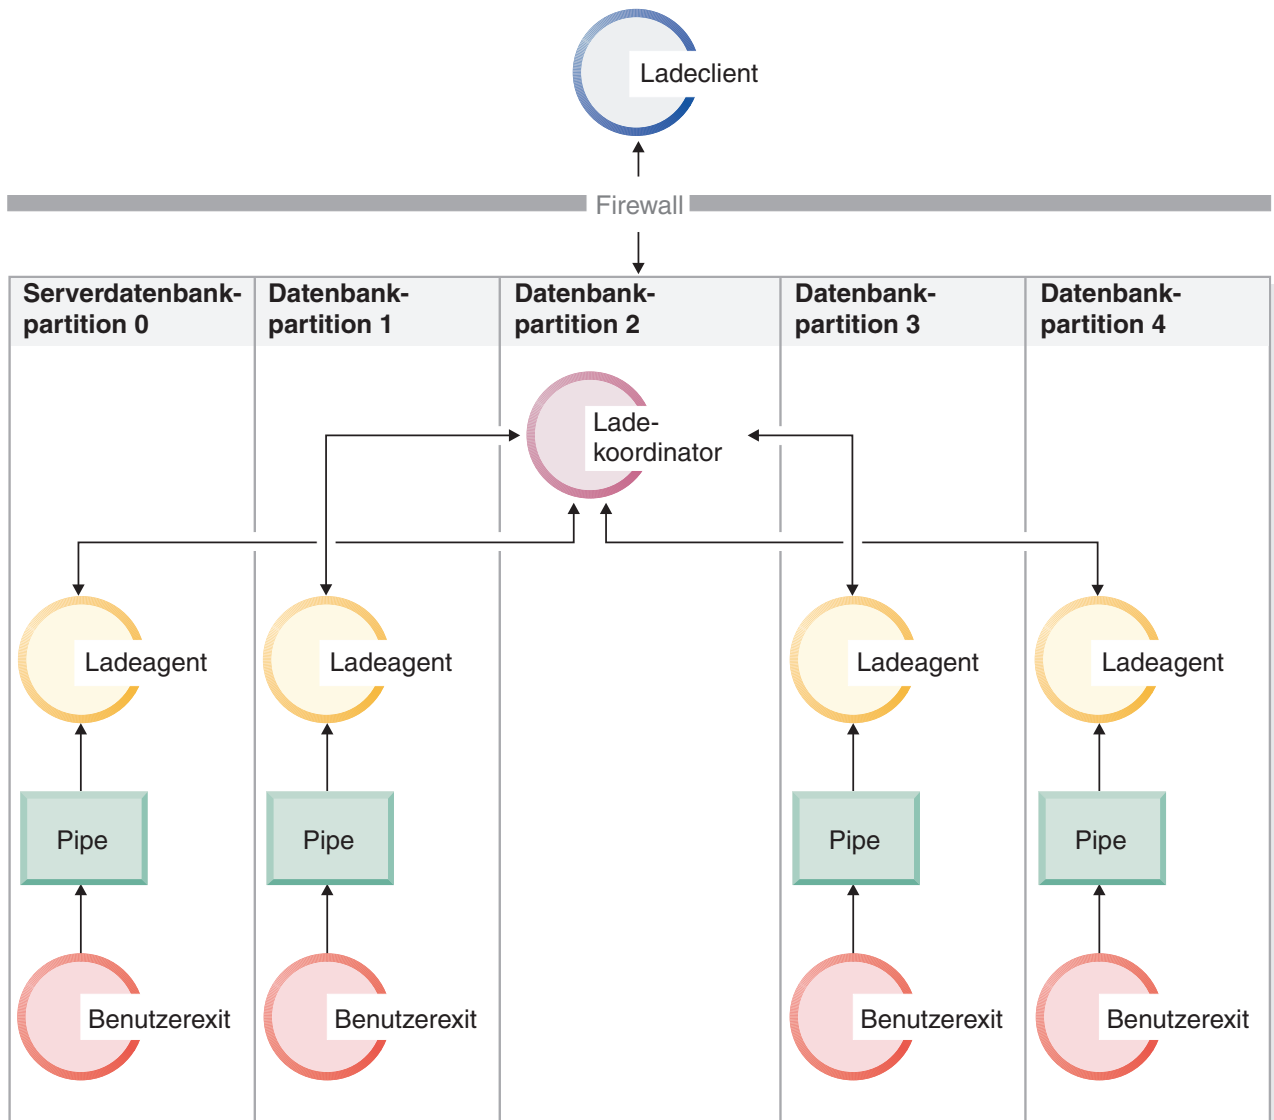 Ladeclient
Firewall
Serverdatenbank-
partition 0
Datenbank-
partition 1
Datenbank-
partition 2
Datenbank-
partition 3
Datenbank-
partition 4
Lade-
koordinator
Ladeagent
Ladeagent
Ladeagent
Ladeagent
Pipe
Pipe
Pipe
Pipe
Benutzerexit
Benutzerexit
Benutzerexit
Benutzerexit